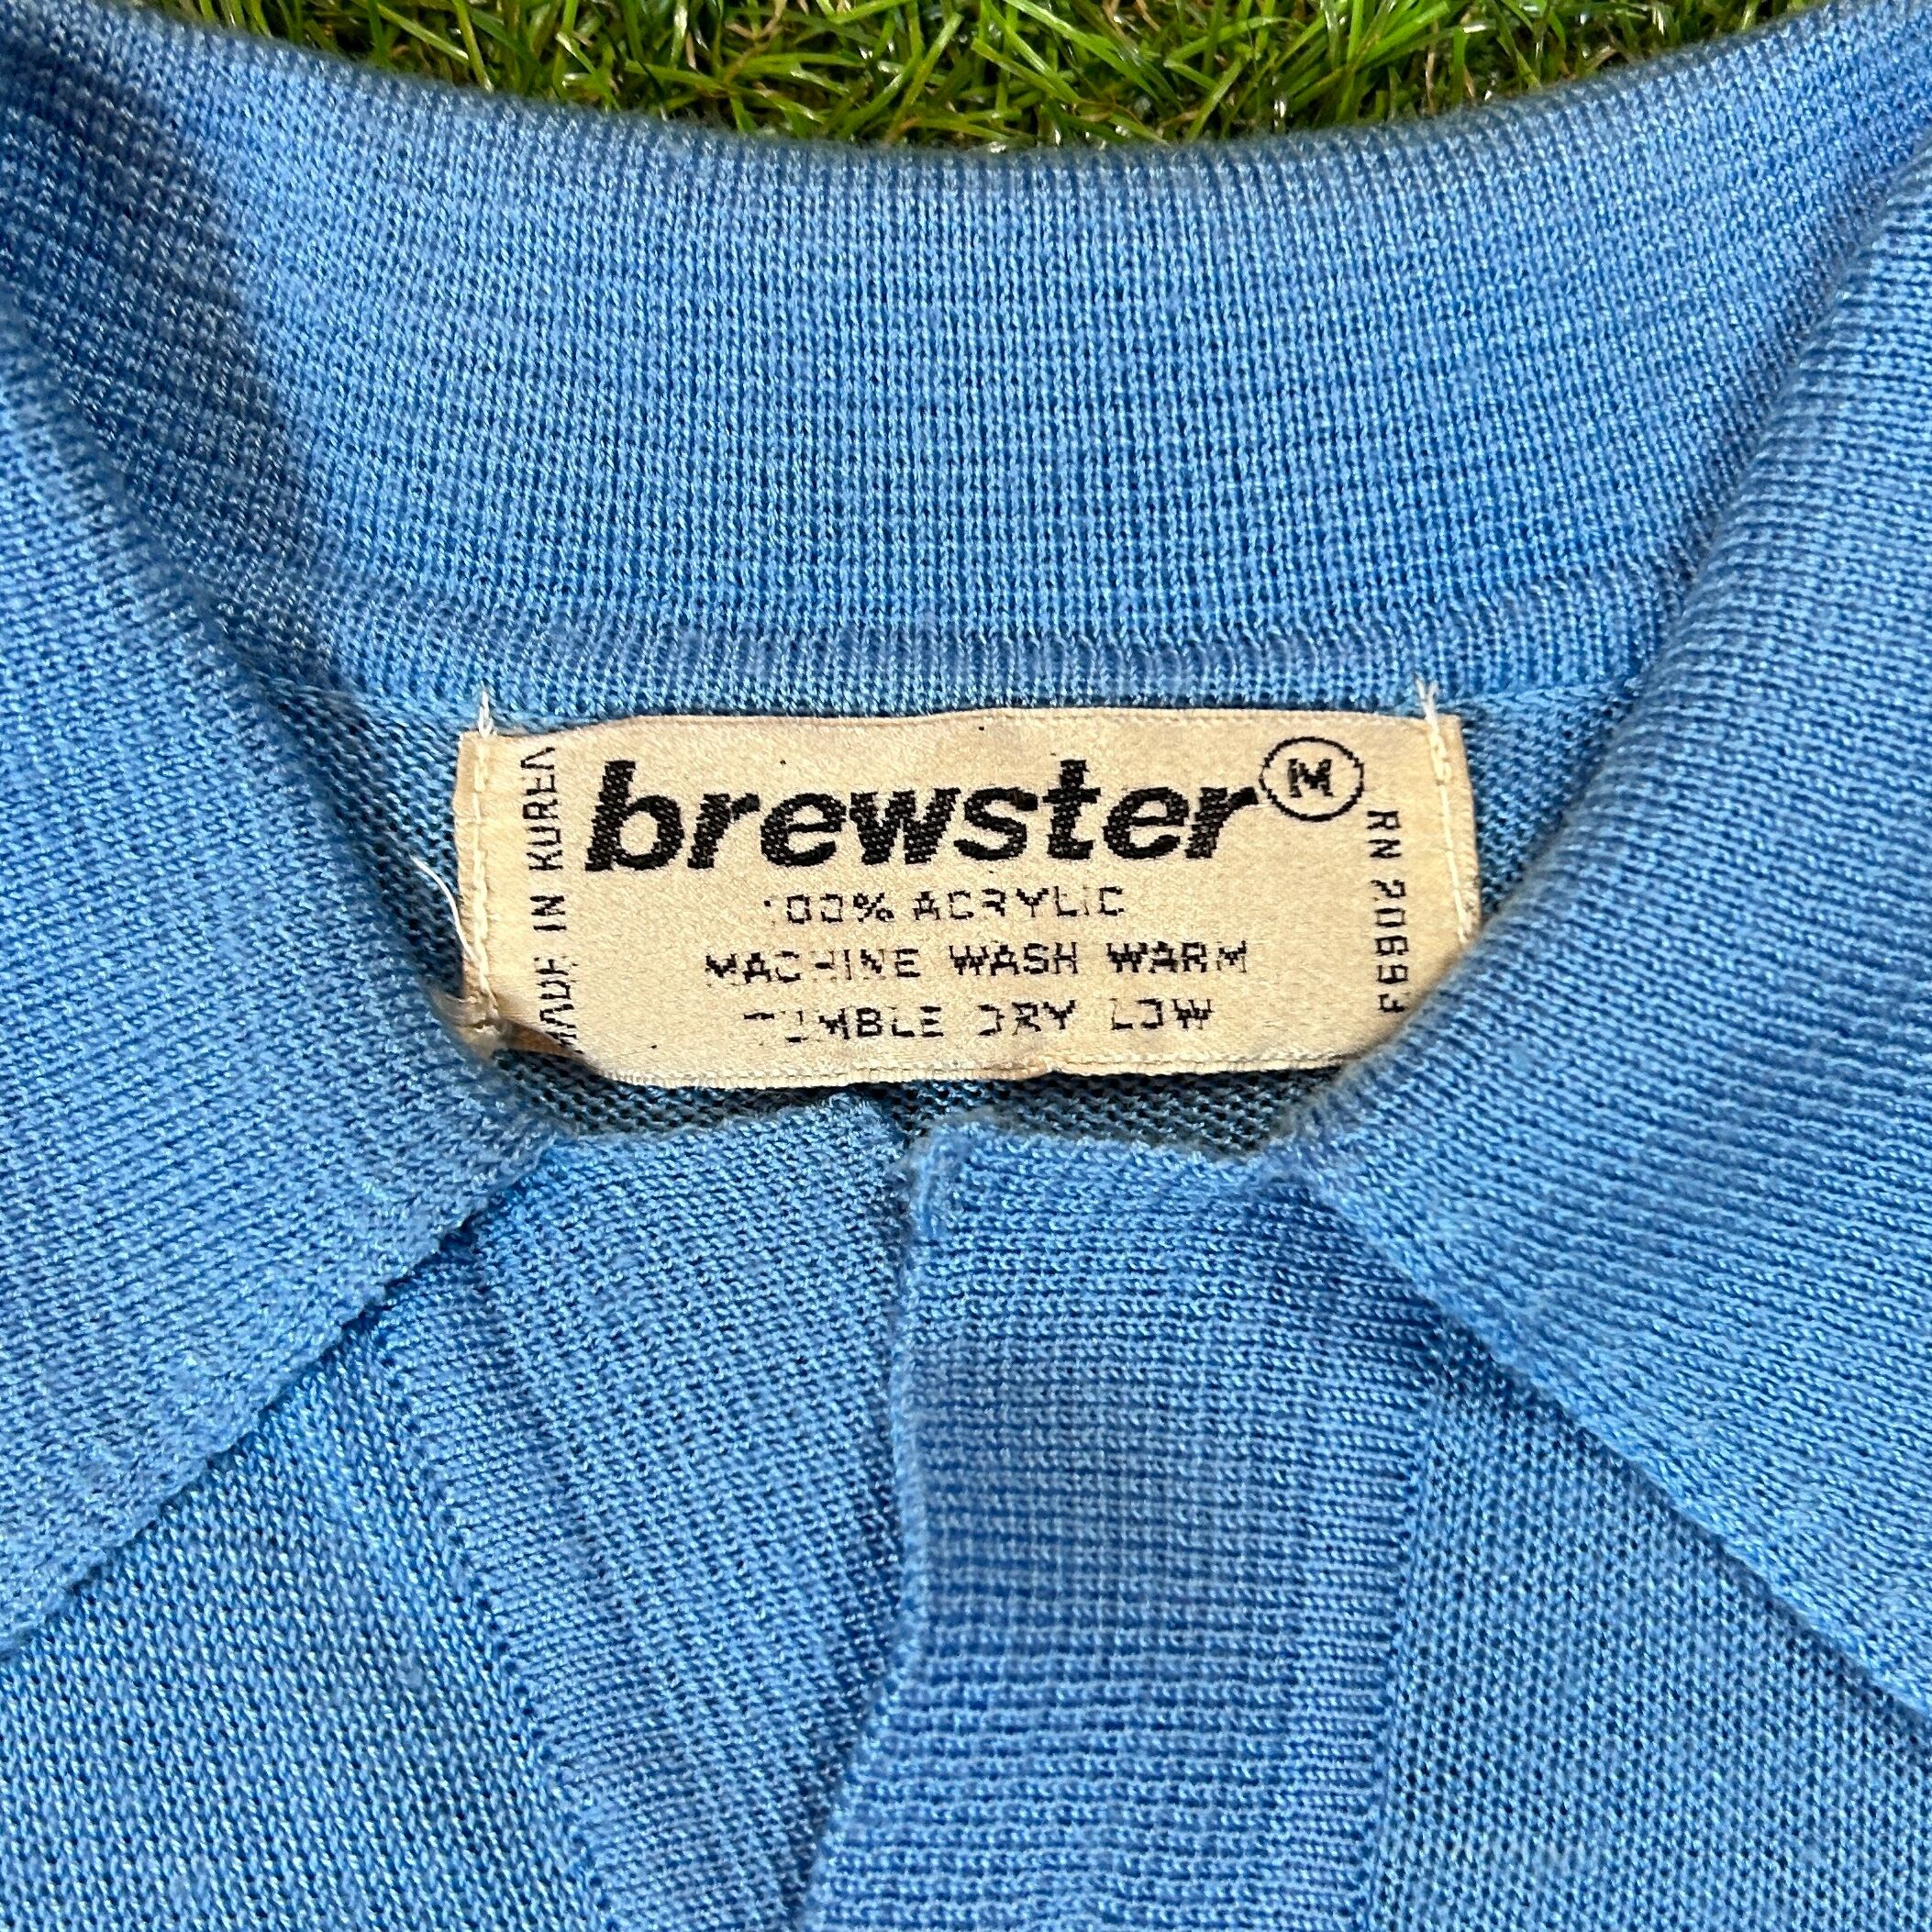 brewster M
100% ACRYLIC
MACHINE WASH WARM
TUMBLE DRY LOW
MADE IN KOREA
RN 20693